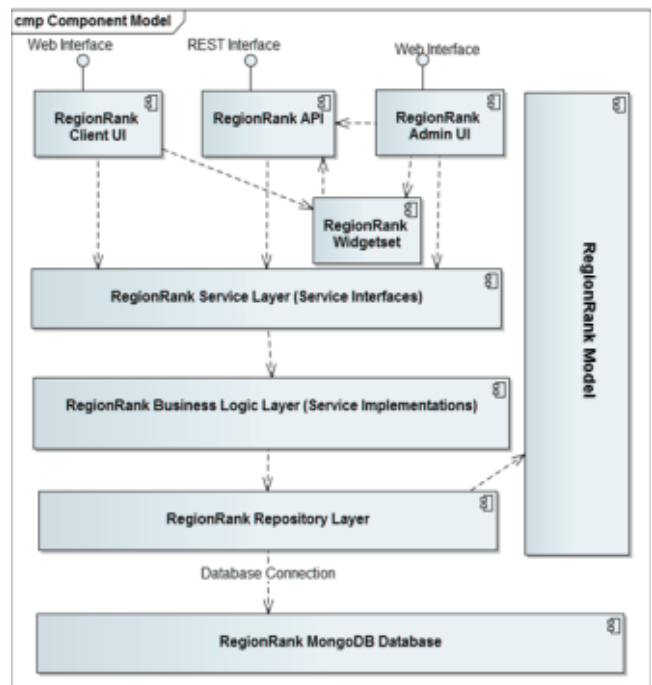 cmp Component Model
Web Interface
REST Interface
Web Interface
RegionRank
Client UI
RegionRank API
RegionRank
Admin UI
RegionRank
Widgetset
RegionRank Service Layer (Service Interfaces)
RegionRank Model
RegionRank Business Logic Layer (Service Implementations)
RegionRank Repository Layer
Database Connection
RegionRank MongoDB Database